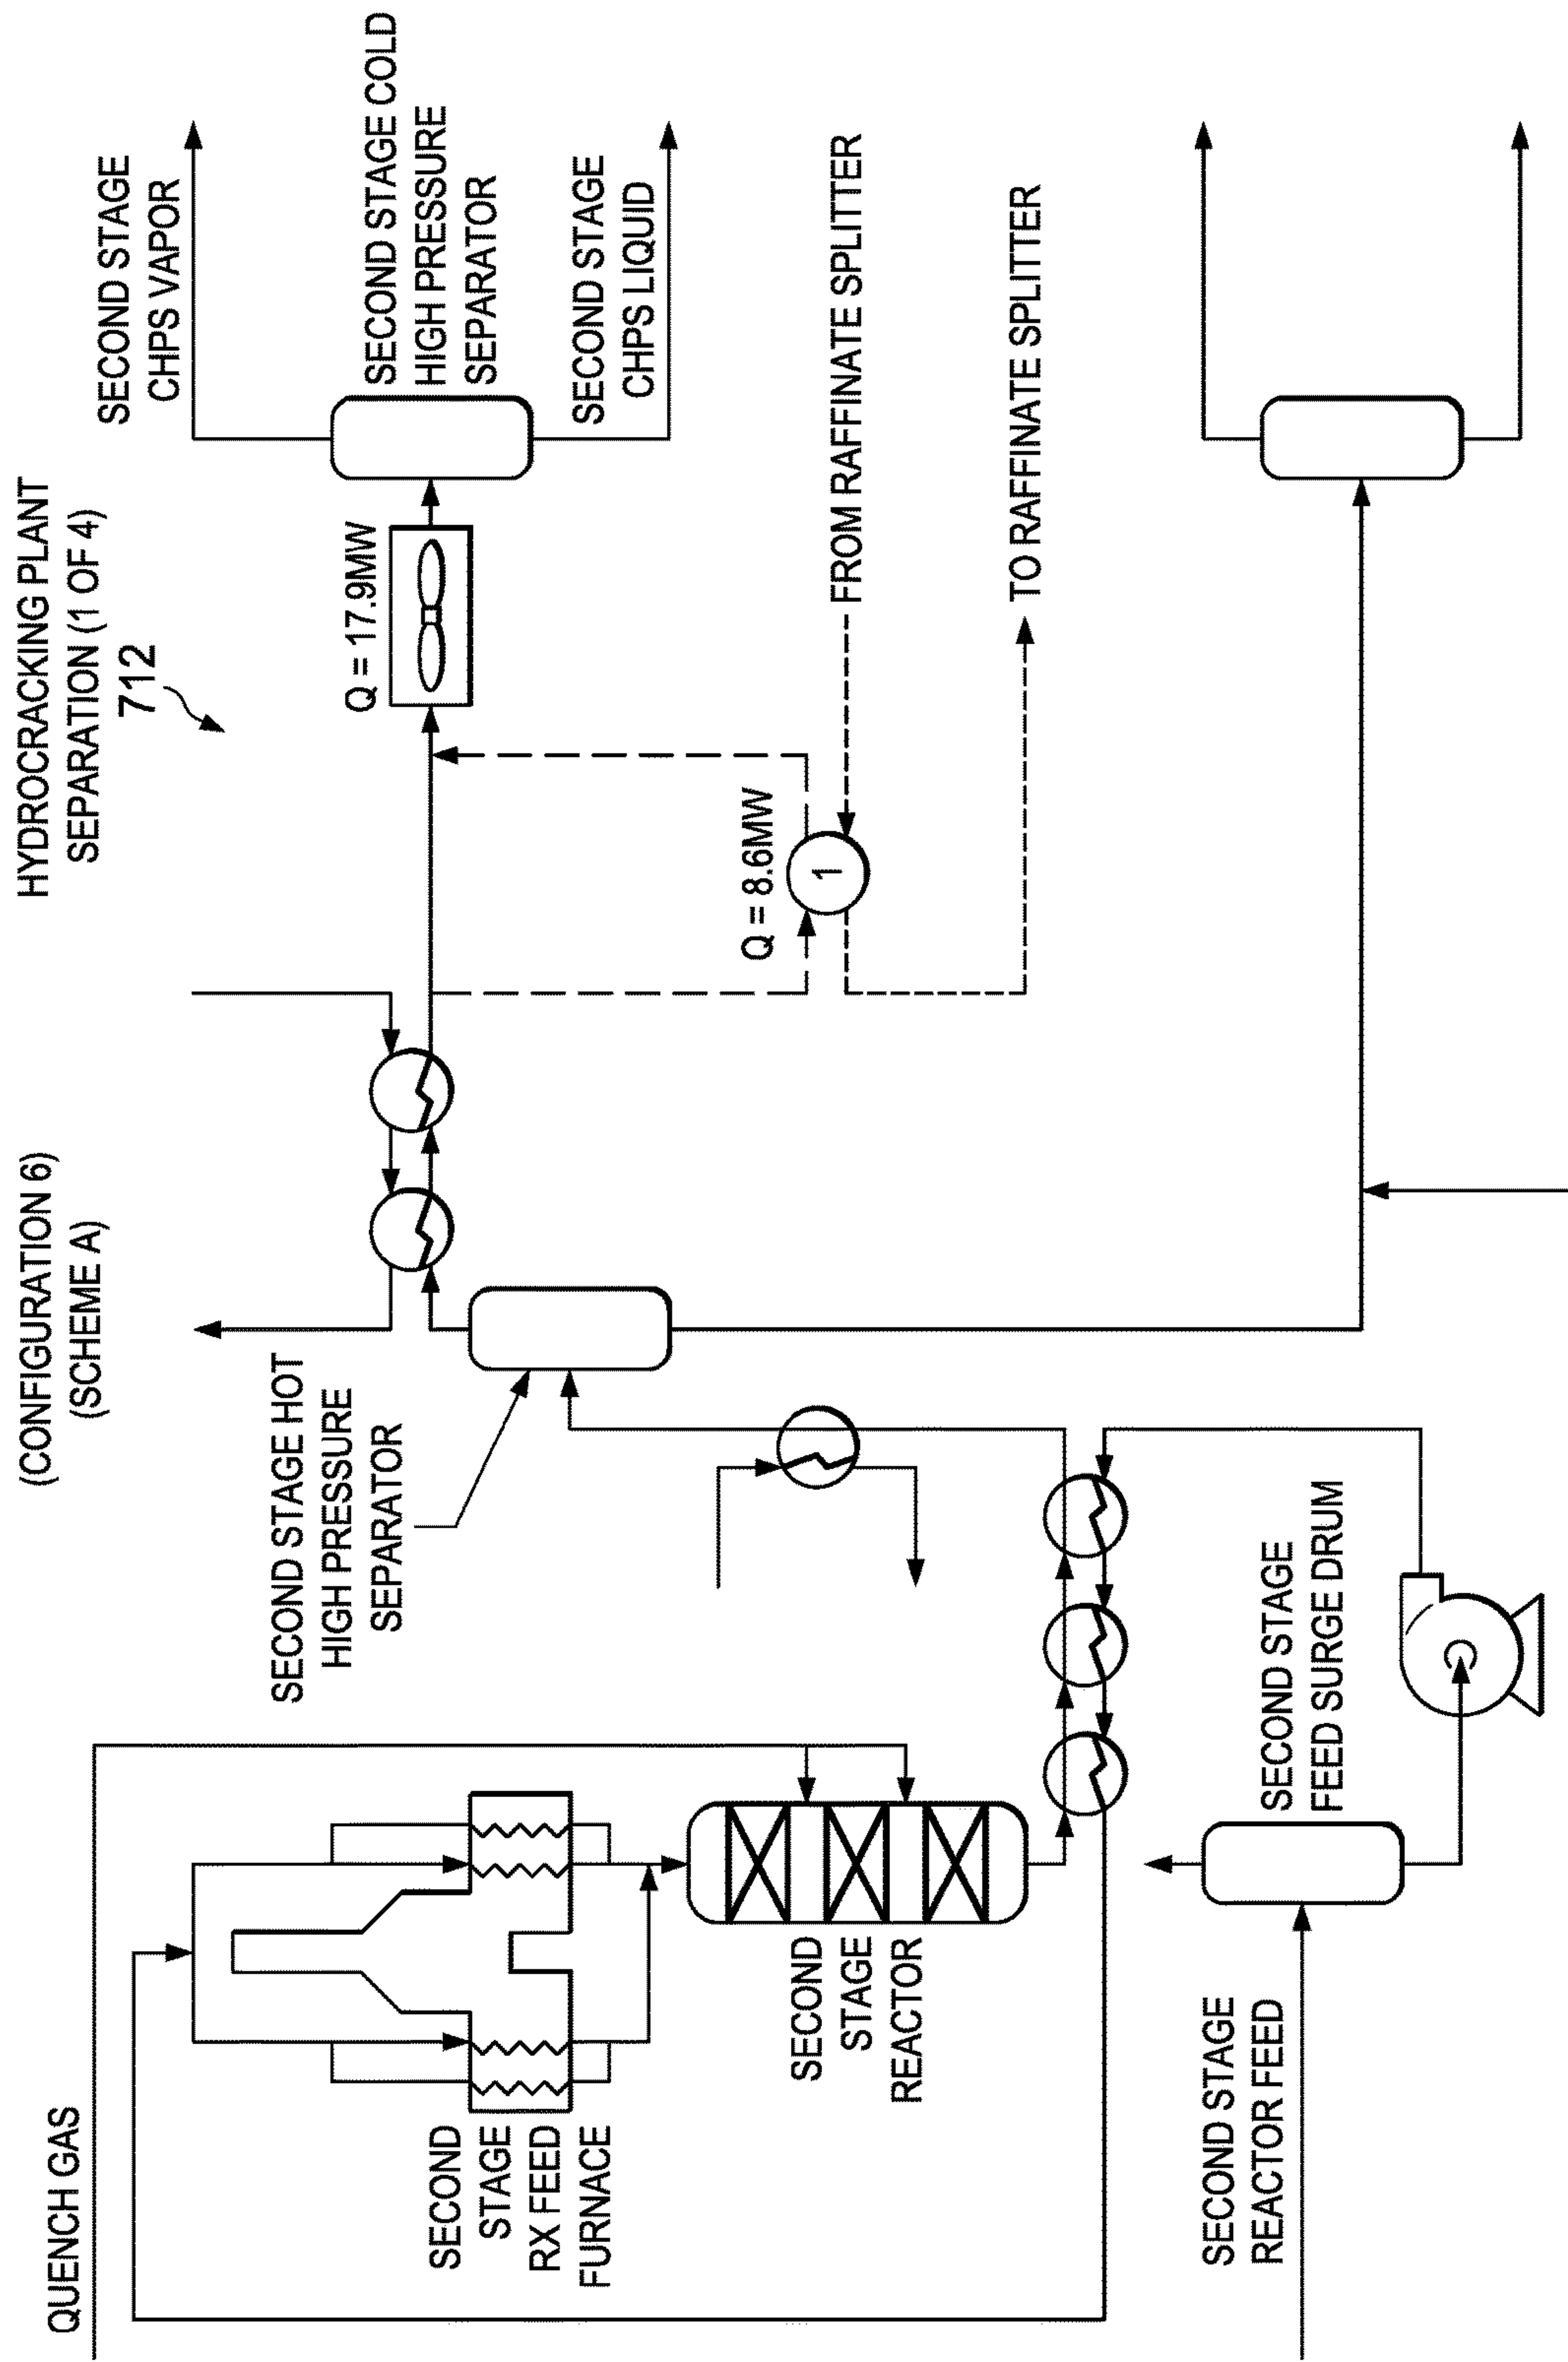 HYDROCRACKING PLANT
SEPARATION (1 OF 4)
712
(CONFIGURATION 6)
(SCHEME A)
QUENCH GAS
SECOND
STAGE
RX FEED
FURNACE
SECOND
STAGE
REACTOR
SECOND STAGE
REACTOR FEED
SECOND STAGE
FEED SURGE DRUM
SECOND STAGE HOT
HIGH PRESSURE
SEPARATOR
Q = 8.6MW
1
Q = 17.9MW
SECOND STAGE
CHPS VAPOR
SECOND STAGE COLD
HIGH PRESSURE
SEPARATOR
SECOND STAGE
CHPS LIQUID
FROM RAFFINATE SPLITTER
TO RAFFINATE SPLITTER